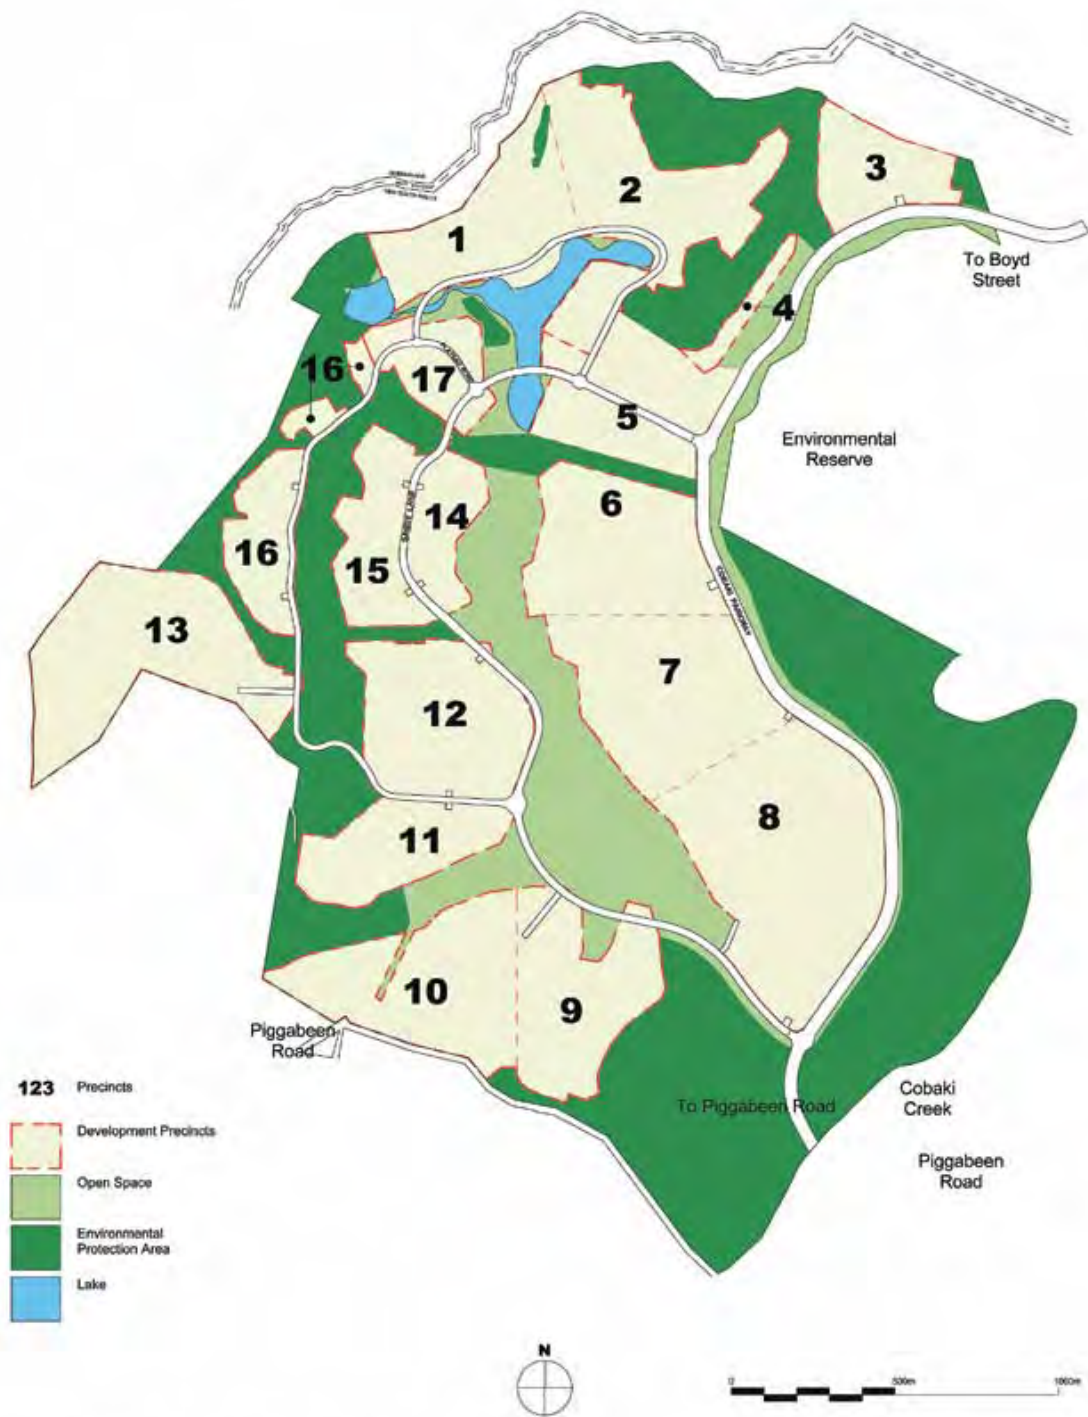 1
2
3
To Boyd
Street
4
16
17
5
Environmental
Reserve
6
14
16
15
COBAKI PARKWAY
13
7
12
8
11
10
9
Piggabeen
Road
To Piggabeen Road
Cobaki
Creek
Piggabeen
Road
123 Precincts
Development Precincts
Open Space
Environmental
Protection Area
Lake
N
0 500m 1000m